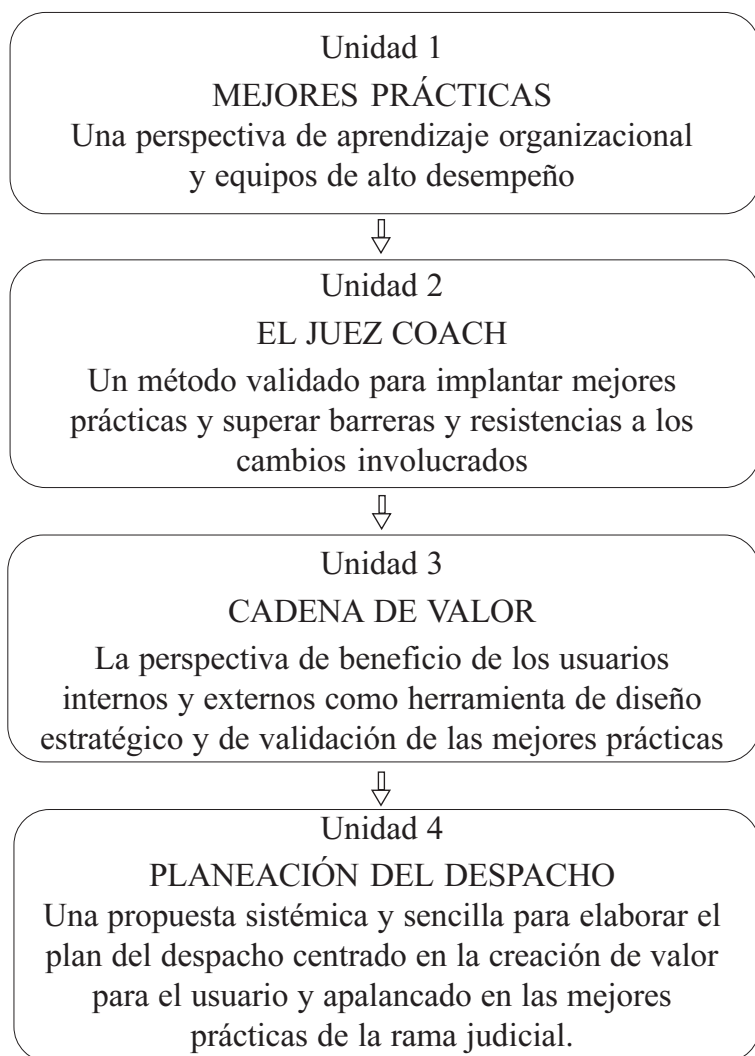 Unidad 1
MEJORES PRÁCTICAS
Una perspectiva de aprendizaje organizacional
y equipos de alto desempeño
Unidad 2
EL JUEZ COACH
Un método validado para implantar mejores
prácticas y superar barreras y resistencias a los
cambios involucrados
Unidad 3
CADENA DE VALOR
La perspectiva de beneficio de los usuarios
internos y externos como herramienta de diseño
estratégico y de validación de las mejores prácticas
Unidad 4
PLANEACIÓN DEL DESPACHO
Una propuesta sistémica y sencilla para elaborar el
plan del despacho centrado en la creación de valor
para el usuario y apalancado en las mejores
prácticas de la rama judicial.